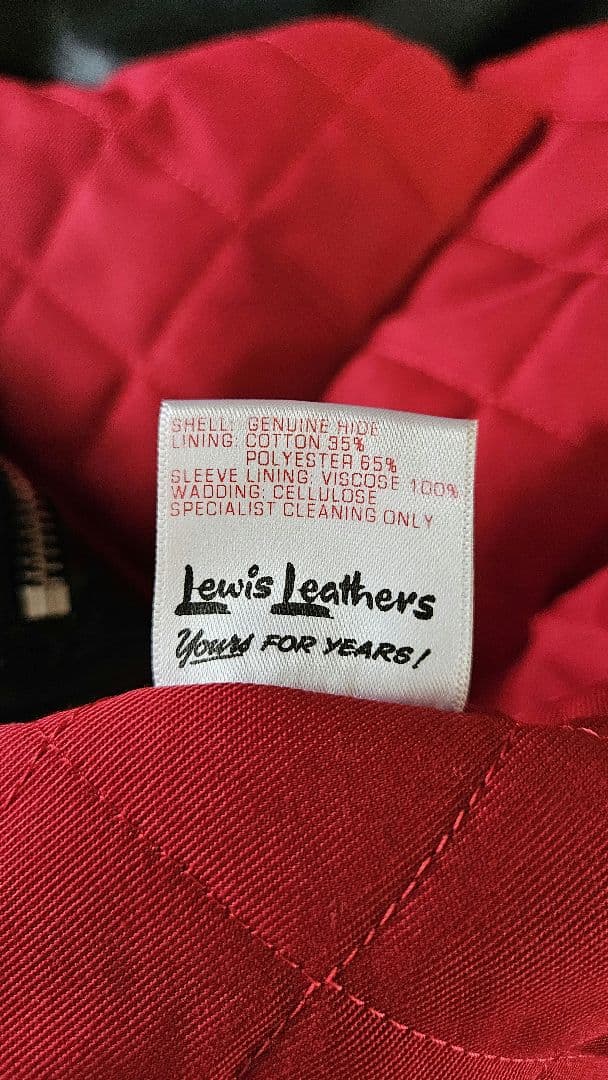 SHELL: GENUINE HIDE
LINING: COTTON 35%
POLYESTER 65%
SLEEVE LINING: VISCOSE 100%
WADDING: CELLULOSE
SPECIALIST CLEANING ONLY
Lewis Leathers
Yours FOR YEARS!